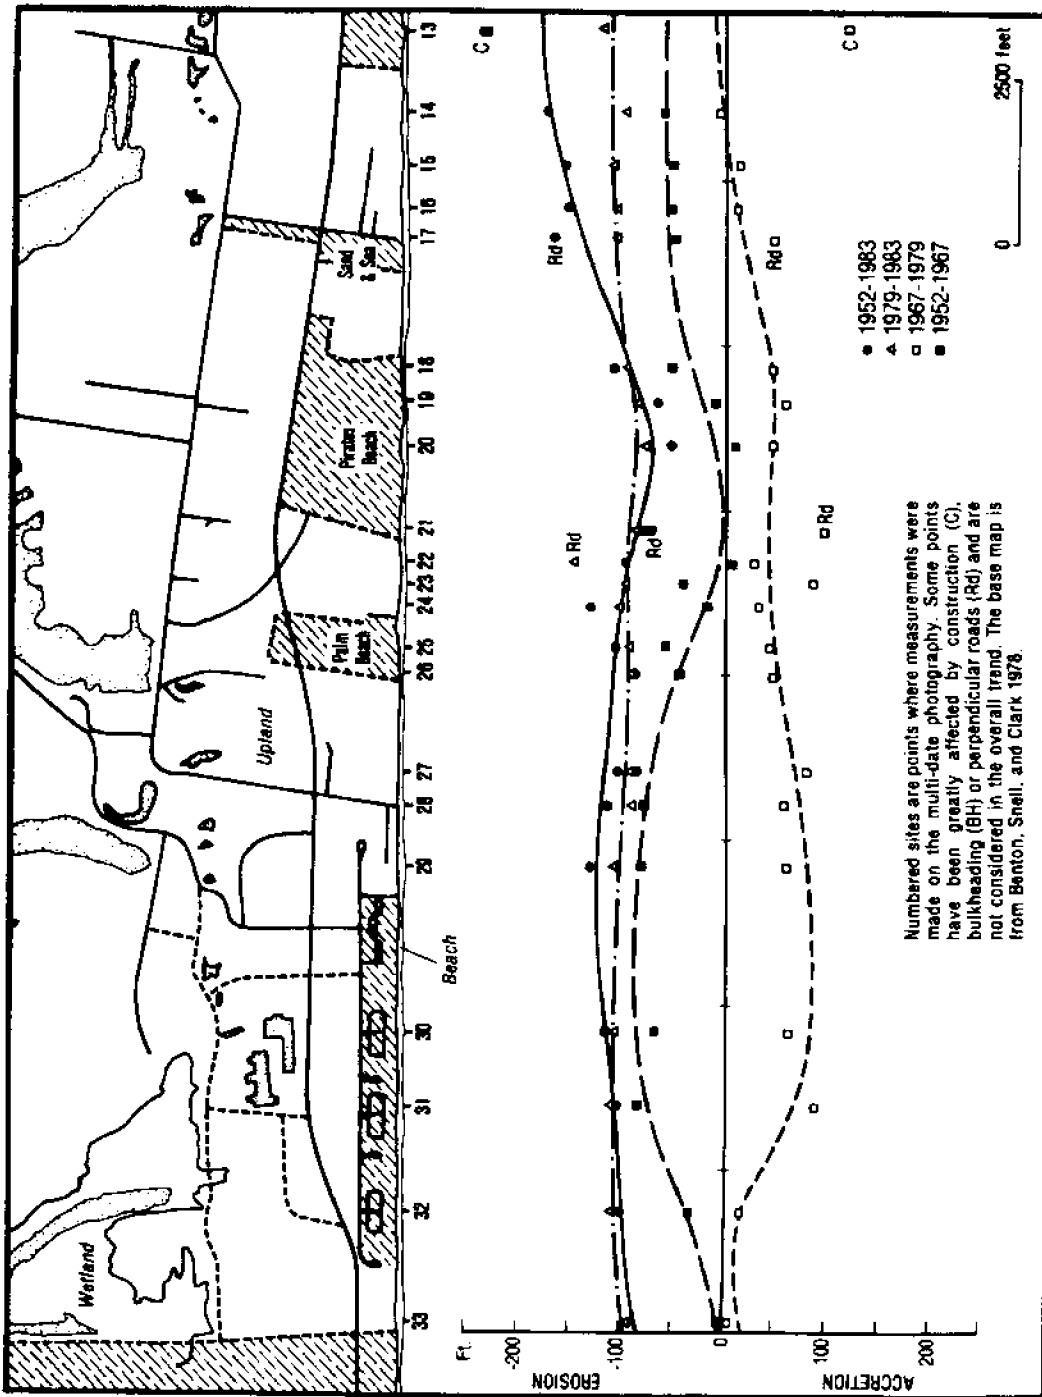 Wetland
Upland
Palm
Beach
Pirates
Beach
Sand
& Sea
33 32 31 30 29 28 27 26 25 24 23 22 21 20 19 18 17 16 15 14 13
Beach
Ft.
-200
-100
0
100
200
EROSION
ACCRETION
Rd
Rd
Rd
Rd
Rd
C
C
● 1952-1983
△ 1979-1983
□ 1967-1979
■ 1952-1967
0 2500 feet
Numbered sites are points where measurements were
made on the multi-date photography. Some points
have been greatly affected by construction (C),
bulkheading (BH) or perpendicular roads (Rd) and are
not considered in the overall trend. The base map is
from Benton, Snell, and Clark 1978.